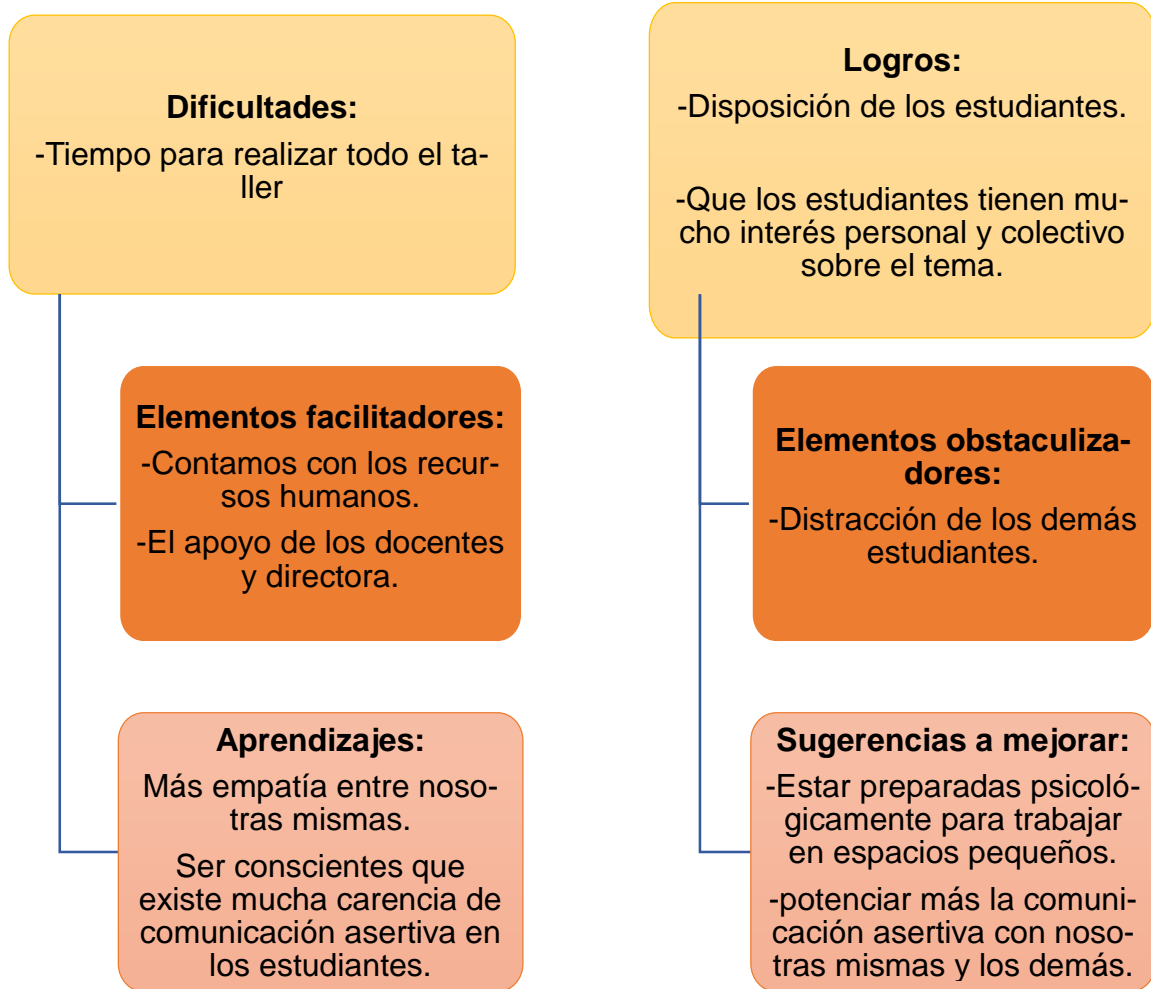 Dificultades:
-Tiempo para realizar todo el ta-
ller
Elementos facilitadores:
-Contamos con los recur-
sos humanos.
-El apoyo de los docentes
y directora.
Aprendizajes:
Más empatía entre noso-
tras mismas.
Ser conscientes que
existe mucha carencia de
comunicación asertiva en
los estudiantes.
Logros:
-Disposición de los estudiantes.
-Que los estudiantes tienen mu-
cho interés personal y colectivo
sobre el tema.
Elementos obstaculiza-
dores:
-Distracción de los demás
estudiantes.
Sugerencias a mejorar:
-Estar preparadas psicoló-
gicamente para trabajar
en espacios pequeños.
-potenciar más la comuni-
cación asertiva con noso-
tras mismas y los demás.